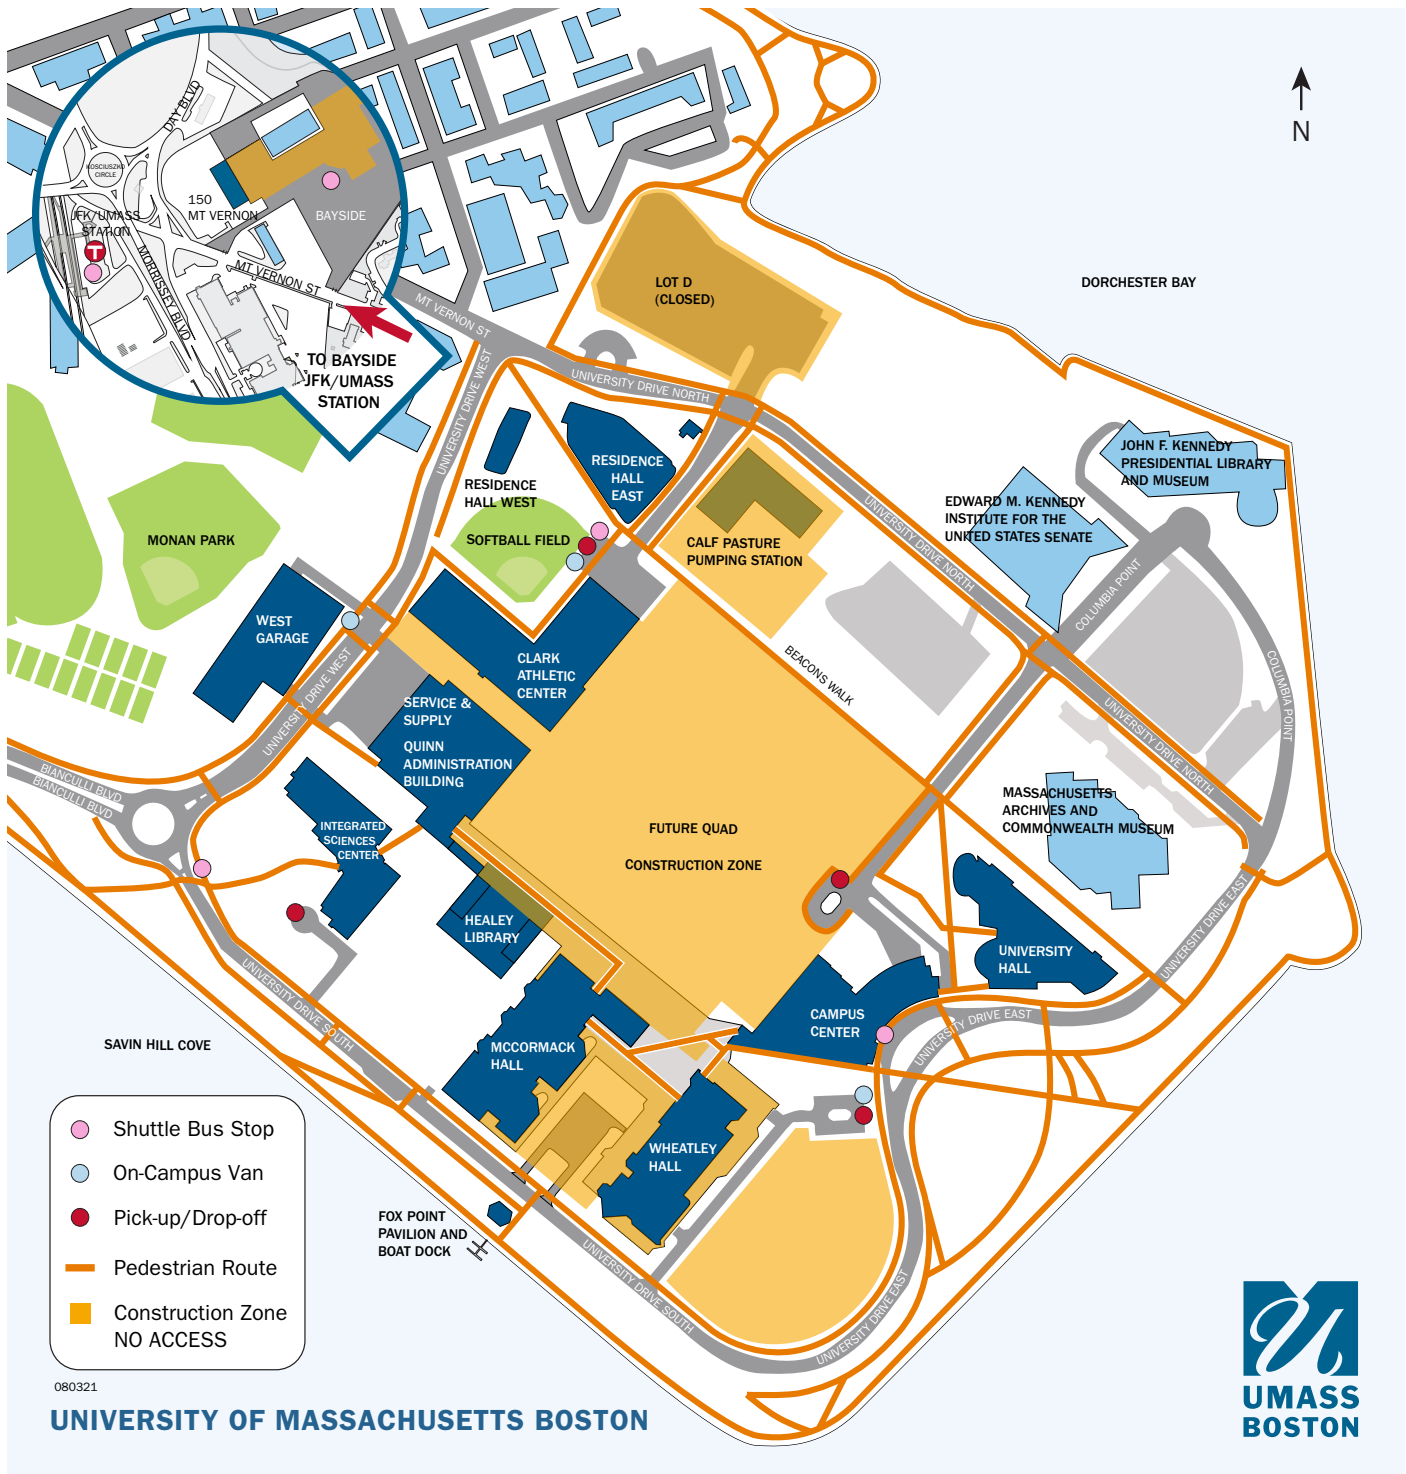 DAY BLVD
KOSCIUSZKO
CIRCLE
150
MT VERNON
JFK/UMASS
STATION
T
BAYSIDE
MORRISSEY BLVD
MT VERNON ST
TO BAYSIDE
JFK/UMASS
STATION
N
LOT D
(CLOSED)
DORCHESTER BAY
MT VERNON ST
UNIVERSITY DRIVE WEST
UNIVERSITY DRIVE NORTH
RESIDENCE
HALL
EAST
RESIDENCE
HALL WEST
SOFTBALL FIELD
MONAN PARK
CALF PASTURE
PUMPING STATION
JOHN F. KENNEDY
PRESIDENTIAL LIBRARY
AND MUSEUM
EDWARD M. KENNEDY
INSTITUTE FOR THE
UNITED STATES SENATE
UNIVERSITY DRIVE NORTH
COLUMBIA POINT
COLUMBIA POINT
WEST
GARAGE
UNIVERSITY DRIVE WEST
CLARK
ATHLETIC
CENTER
BEACONS WALK
SERVICE &
SUPPLY
QUINN
ADMINISTRATION
BUILDING
UNIVERSITY DRIVE NORTH
BIANCULLI BLVD
BIANCULLI BLVD
INTEGRATED
SCIENCES
CENTER
FUTURE QUAD
CONSTRUCTION ZONE
MASSACHUSETTS
ARCHIVES AND
COMMONWEALTH MUSEUM
HEALEY
LIBRARY
UNIVERSITY
HALL
UNIVERSITY DRIVE EAST
UNIVERSITY DRIVE SOUTH
CAMPUS
CENTER
UNIVERSITY DRIVE EAST
SAVIN HILL COVE
MCCORMACK
HALL
WHEATLEY
HALL
FOX POINT
PAVILION AND
BOAT DOCK
UNIVERSITY DRIVE SOUTH
UNIVERSITY DRIVE EAST
Shuttle Bus Stop
On-Campus Van
Pick-up/Drop-off
Pedestrian Route
Construction Zone
NO ACCESS
080321
UNIVERSITY OF MASSACHUSETTS BOSTON
UMASS
BOSTON